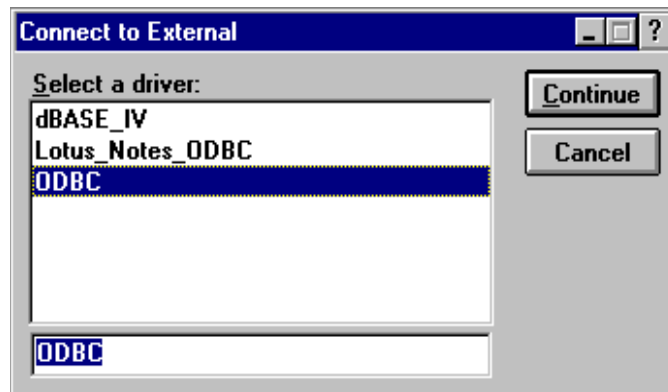 Connect to External
?
Select a driver:
dBASE_IV
Lotus_Notes_ODBC
ODBC
ODBC
Continue
Cancel